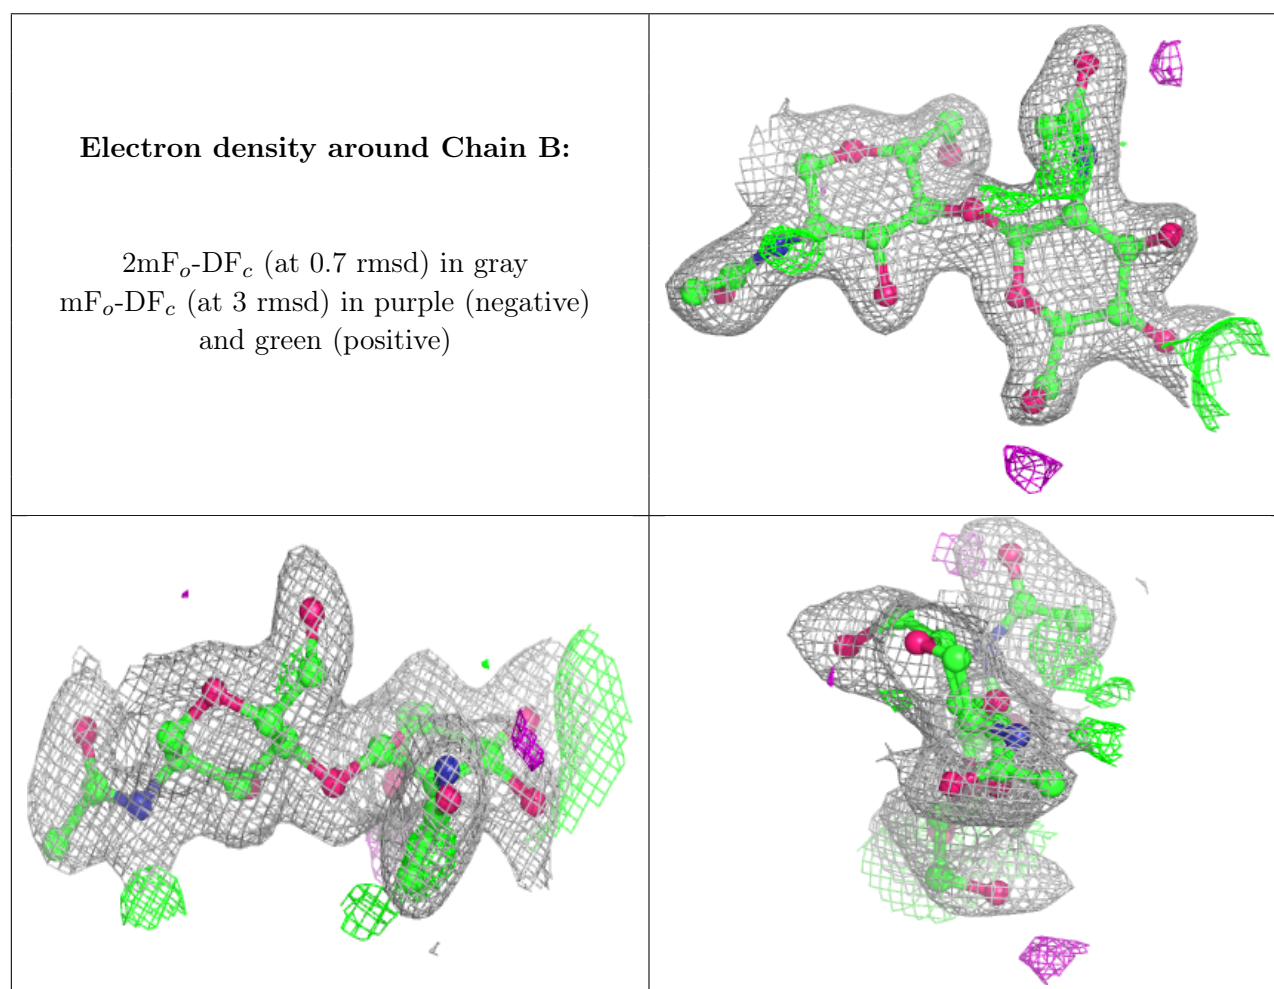 Electron density around Chain B:
2mFₒ-DF𝒸 (at 0.7 rmsd) in gray
mFₒ-DF𝒸 (at 3 rmsd) in purple (negative)
and green (positive)